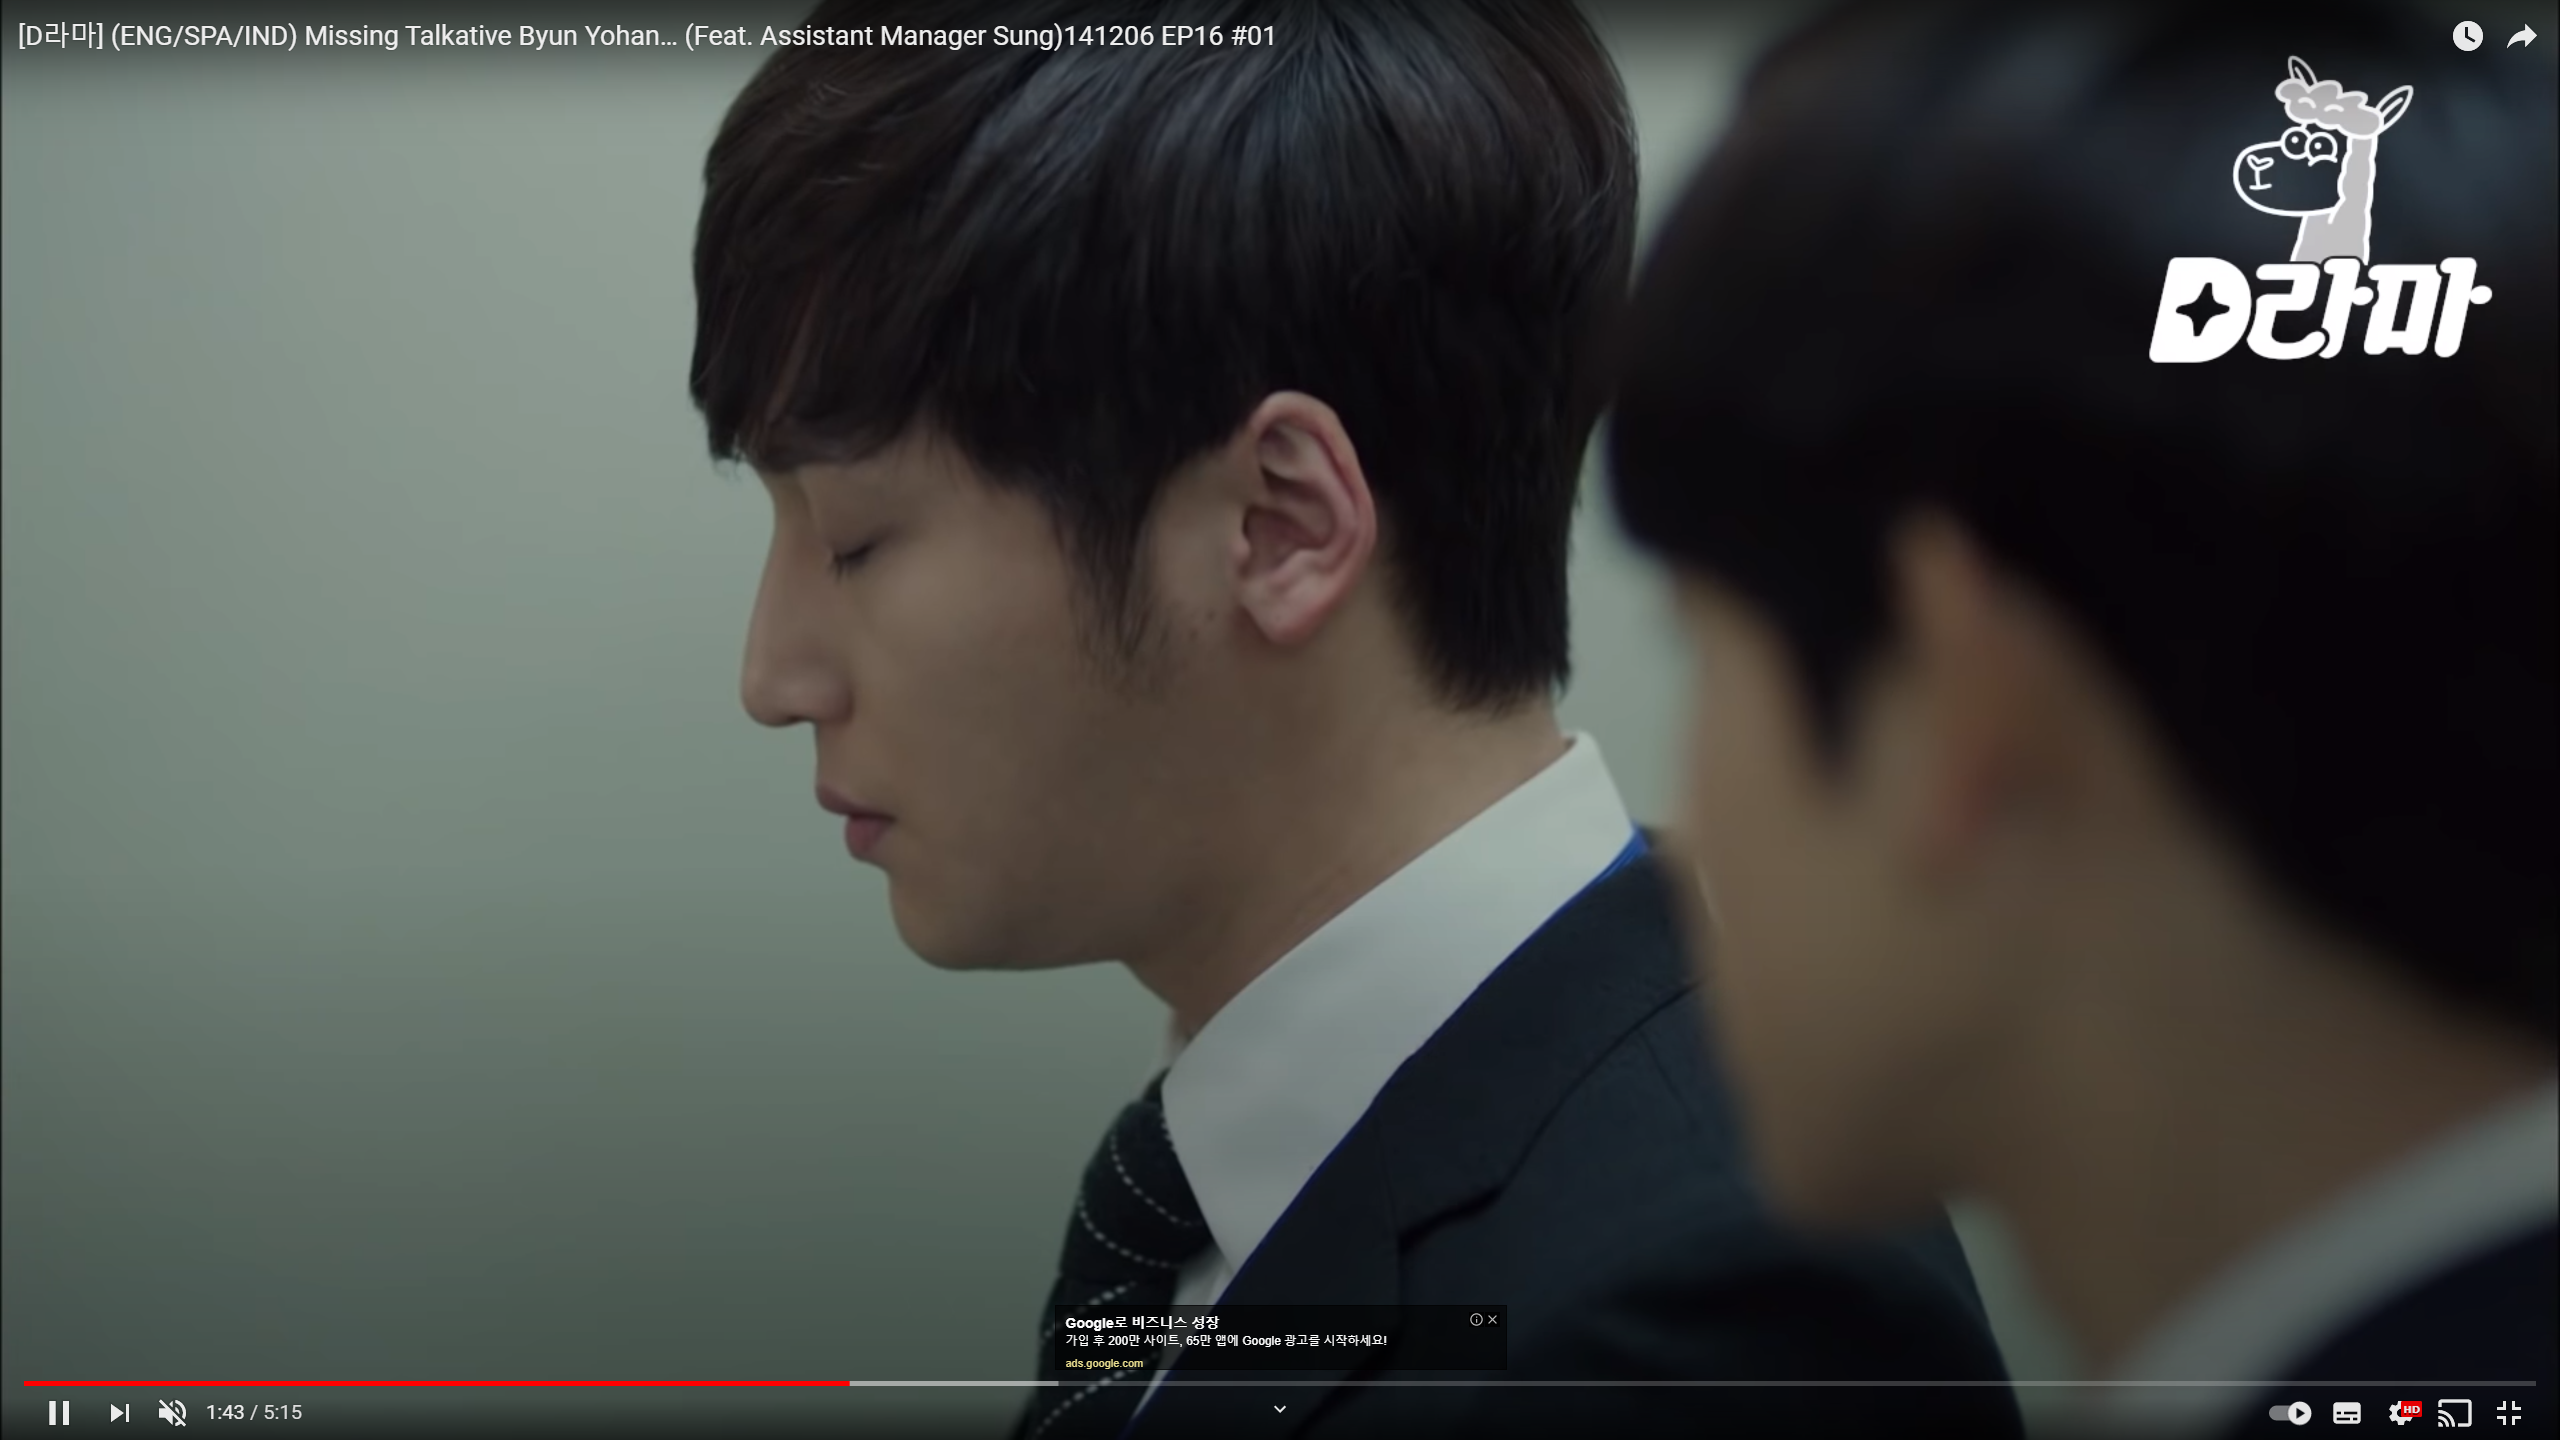 [D라마] (ENG/SPA/IND) Missing Talkative Byun Yohan... (Feat. Assistant Manager Sung)141206 EP16 #01
D라마
Google로 비즈니스 성장
가입 후 200만 사이트, 65만 앱에 Google 광고를 시작하세요!
ads.google.com
1:43 / 5:15
HD